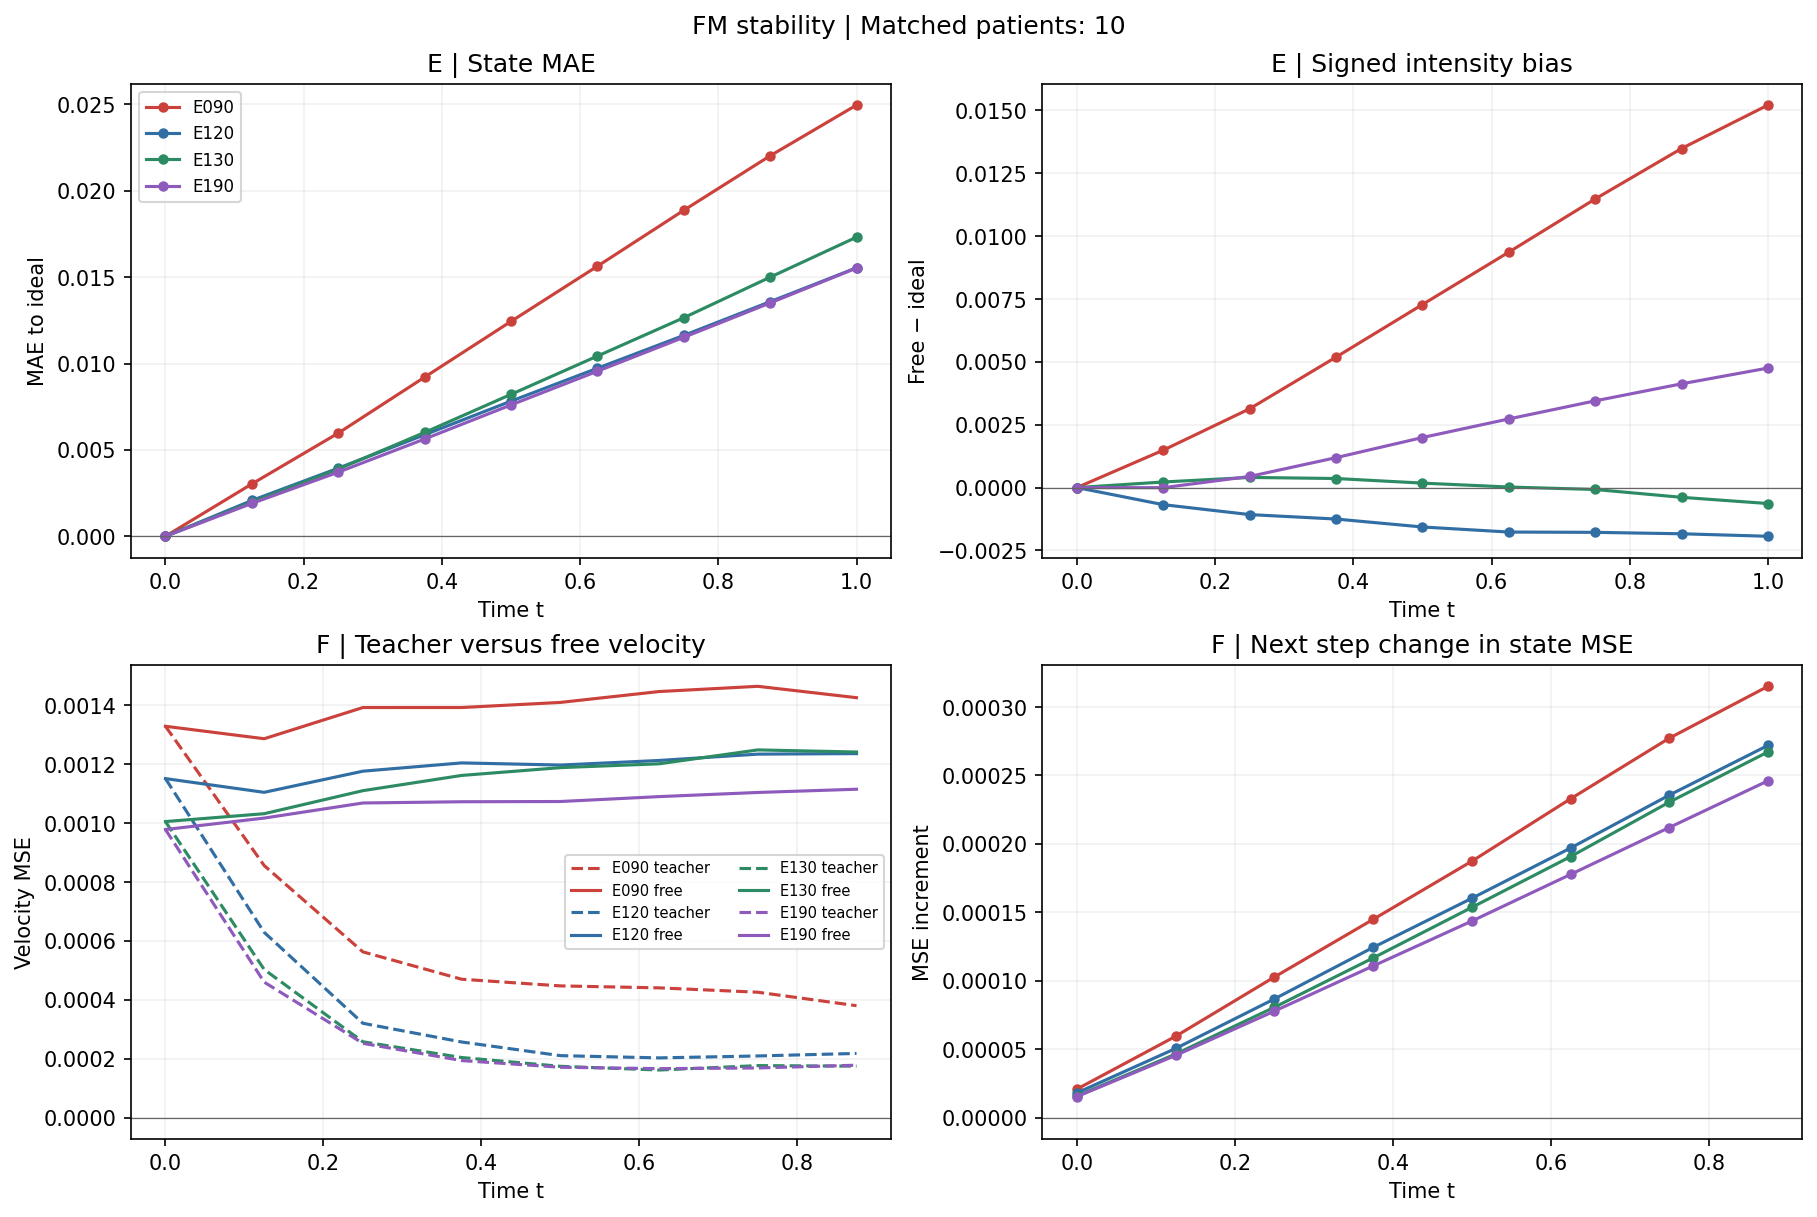 FM stability | Matched patients: 10
E | State MAE
MAE to ideal
0.025
0.020
0.015
0.010
0.005
0.000
E090
E120
E130
E190
0.0 0.2 0.4 0.6 0.8 1.0
Time t
E | Signed intensity bias
Free − ideal
0.0150
0.0125
0.0100
0.0075
0.0050
0.0025
0.0000
−0.0025
0.0 0.2 0.4 0.6 0.8 1.0
Time t
F | Teacher versus free velocity
Velocity MSE
0.0014
0.0012
0.0010
0.0008
0.0006
0.0004
0.0002
0.0000
E090 teacher
E090 free
E120 teacher
E120 free
E130 teacher
E130 free
E190 teacher
E190 free
0.0 0.2 0.4 0.6 0.8
Time t
F | Next step change in state MSE
MSE increment
0.00030
0.00025
0.00020
0.00015
0.00010
0.00005
0.00000
0.0 0.2 0.4 0.6 0.8
Time t